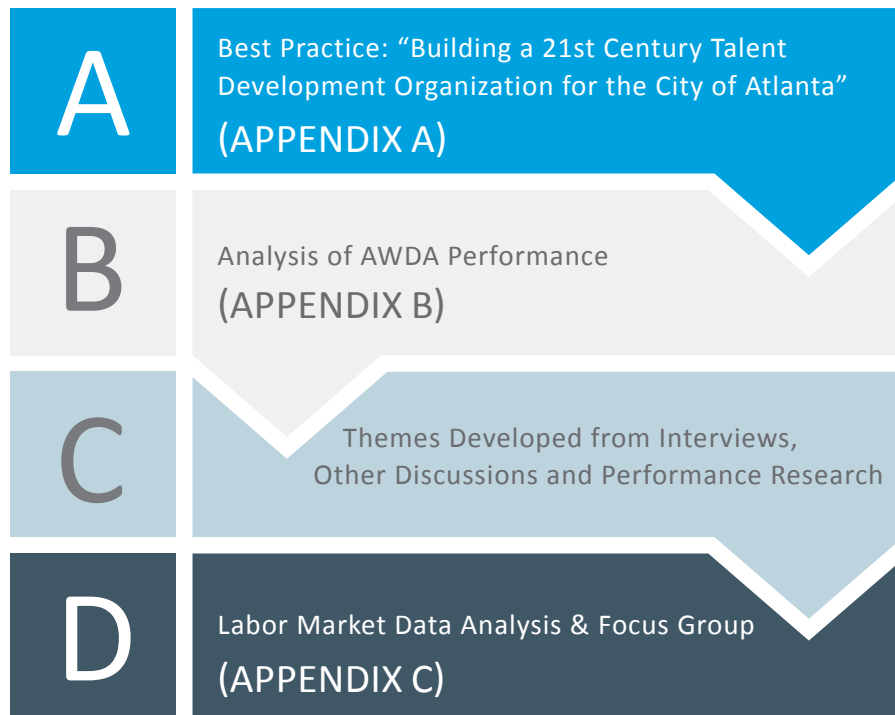 A
Best Practice: “Building a 21st Century Talent
Development Organization for the City of Atlanta”
(APPENDIX A)
B
Analysis of AWDA Performance
(APPENDIX B)
C
Themes Developed from Interviews,
Other Discussions and Performance Research
D
Labor Market Data Analysis & Focus Group
(APPENDIX C)